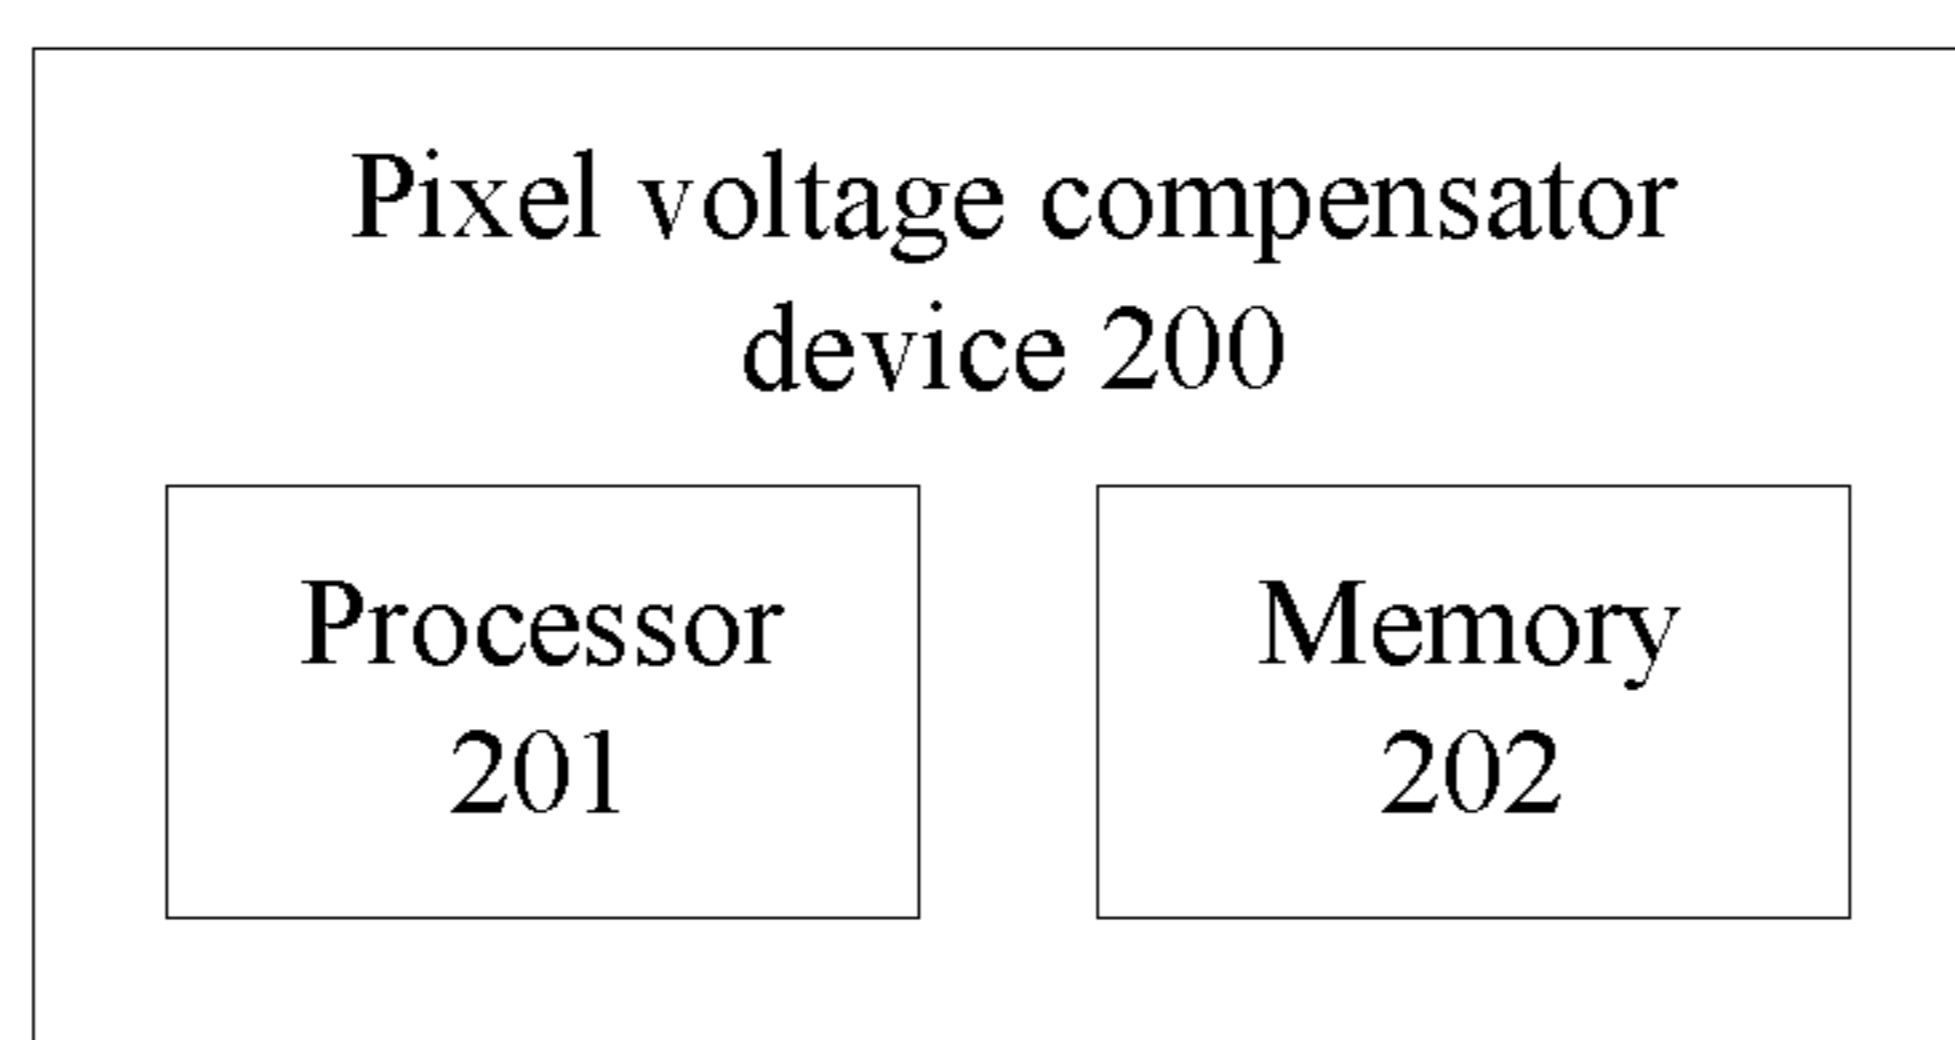 Pixel voltage compensator
device 200
Processor
201
Memory
202